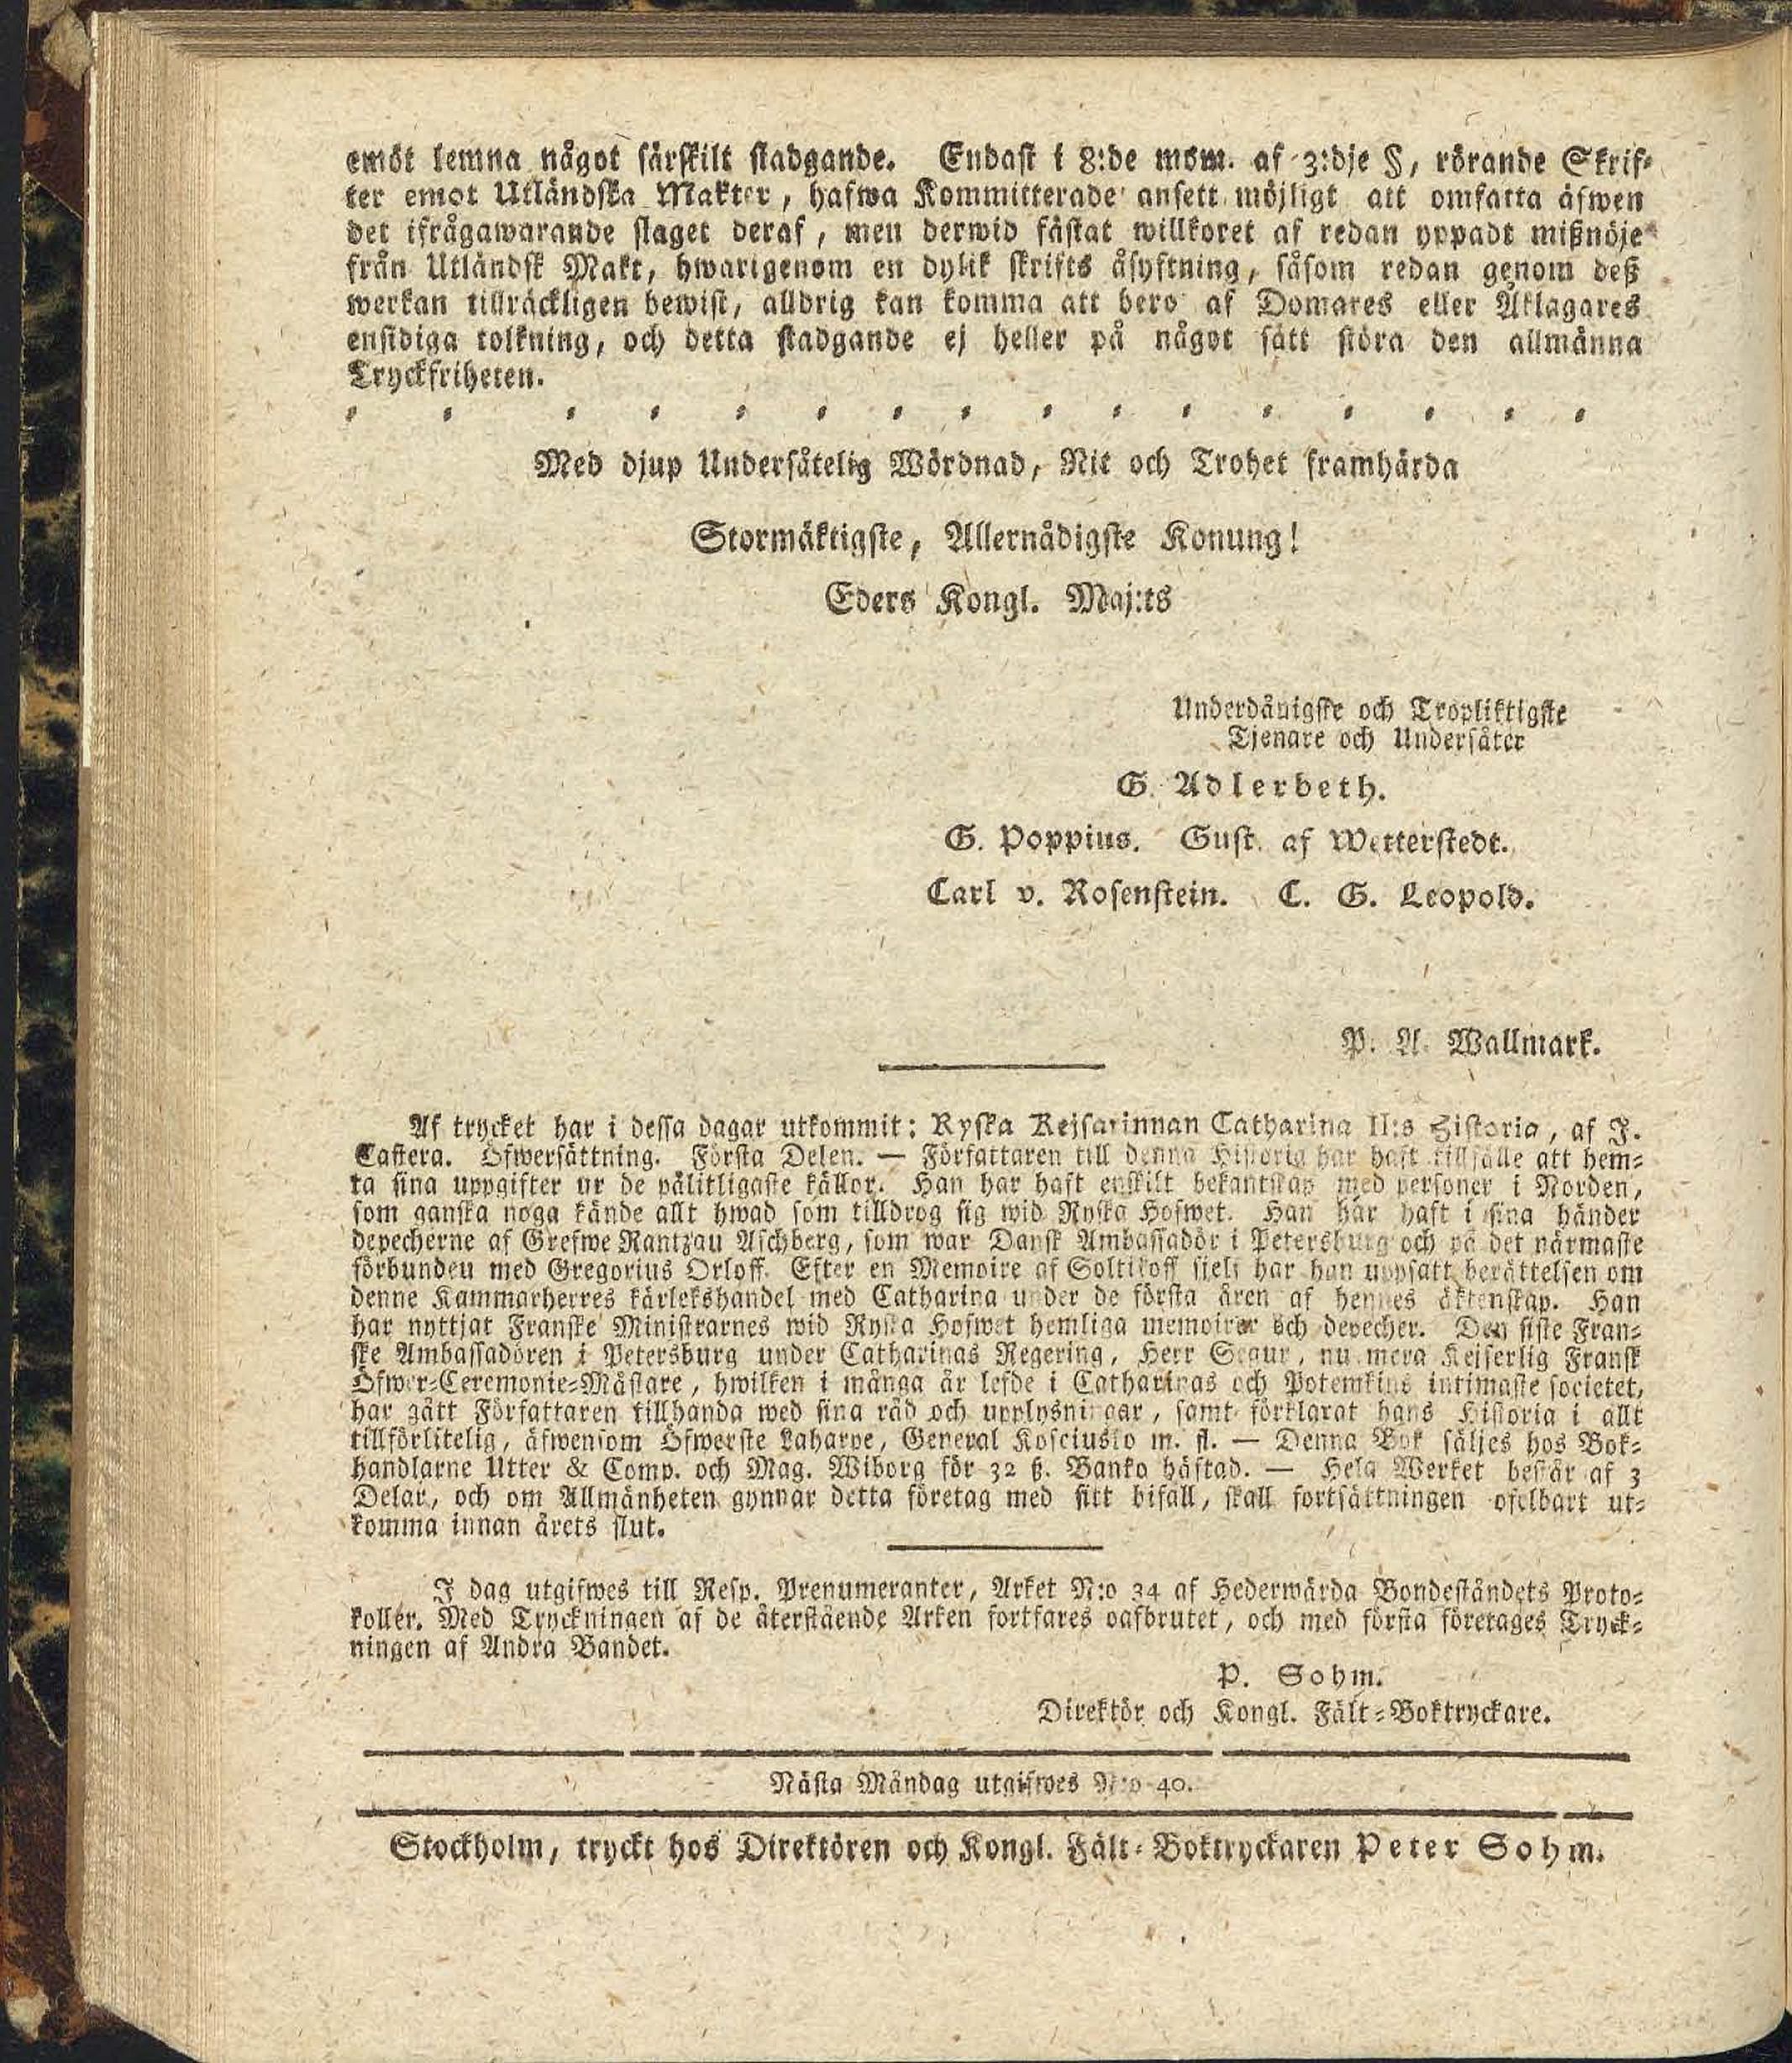 emot lemna något särskilt stadgande. Endast i 8:de mom. af 3:dje §, rörande Skrif-
ter emot Utländska Makter, hafwa Kommitterade ansett möjligt att omfatta äfwen
det ifrågawarande slaget deraf, men derwid fästat willkoret af redan yppadt mißnöje
från Utländsk Makt, hwarigenom en dylik skrifts åsyftning, såsom redan genom deß
werkan tillräckligen bewist, alldrig kan komma att bero af Domares eller Åklagares
ensidiga tolkning, och detta stadgande ej heller på något sätt störa den allmänna
Tryckfriheten.
Med djup Undersåtelig Wördnad, Nit och Trohet framhärda
Stormäktigste, Allernådigste Konung!
Eders Kongl. Maj:ts
Underdånigste och Tropliktigste
Tjenare och Undersåter
G. Adlerbeth.
G. Poppius. Gust. af Wetterstedt.
Carl v. Rosenstein. C. G. Leopold.
P. A. Wallmark.
Af trycket har i dessa dagar utkommit: Ryska Kejsarinnan Catharina II:s Historia, af J.
Castera. Öfwersättning. Första Delen. — Författaren till denna Historia har haft tillfälle att hem-
ta sina uppgifter ur de pålitligaste källor. Han har haft enskilt bekantskap med personer i Norden,
som ganska noga kände allt hwad som tilldrog sig wid Ryska Hofwet. Han har haft i sina händer
depecherne af Grefwe Rantzau Aschberg, som war Dansk Ambassadör i Petersburg och på det närmaste
förbunden med Gregorius Orloff. Efter en Memoire af Soltikoff sjelf har han uppsatt berättelsen om
denne Kammarherres kärlekshandel med Catharina under de första åren af hennes äktenskap. Han
har nyttjat Franske Ministrarnes wid Ryska Hofwet hemliga memoirer och depecher. Den siste Fran-
ske Ambassadören i Petersburg under Catharinas Regering, Herr Segur, nu mera Keiserlig Fransk
Öfwer-Ceremonie-Mästare, hwilken i många år lefde i Catharinas och Potemkins intimaste societet,
har gått Författaren tillhanda wed sina råd och upplysningar, samt förklarat hans Historia i allt
tillförlitelig, äfwensom Öfwerste Laharpe, General Kosciusko m. fl. — Denna Bok säljes hos Bok-
handlarne Utter & Comp. och Mag. Wiborg för 32 ß. Banko häftad. — Hela Werket består af 3
Delar, och om Allmänheten gynnar detta företag med sitt bifall, skall fortsättningen ofelbart ut-
komma innan årets slut.
I dag utgifwes till Resp. Prenumeranter, Arket N:o 34 af Hederwärda Bondeståndets Proto-
koller. Med Tryckningen af de återstående Arken fortfares oafbrutet, och med första företages Tryck-
ningen af Andra Bandet.
P. Sohm.
Direktör och Kongl. Fält-Boktryckare.
Nästa Måndag utgifwes N:o 40.
Stockholm, tryckt hos Direktören och Kongl. Fält-Boktryckaren Peter Sohm.